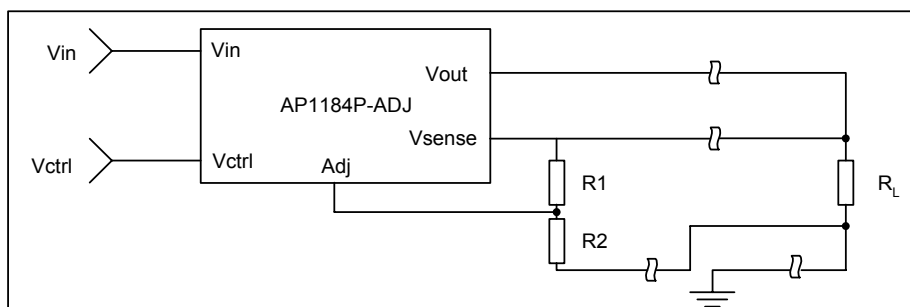 Vin
Vin
Vout
AP1184P-ADJ
Vsense
Vctrl
Vctrl
Adj
R1
R2
RL